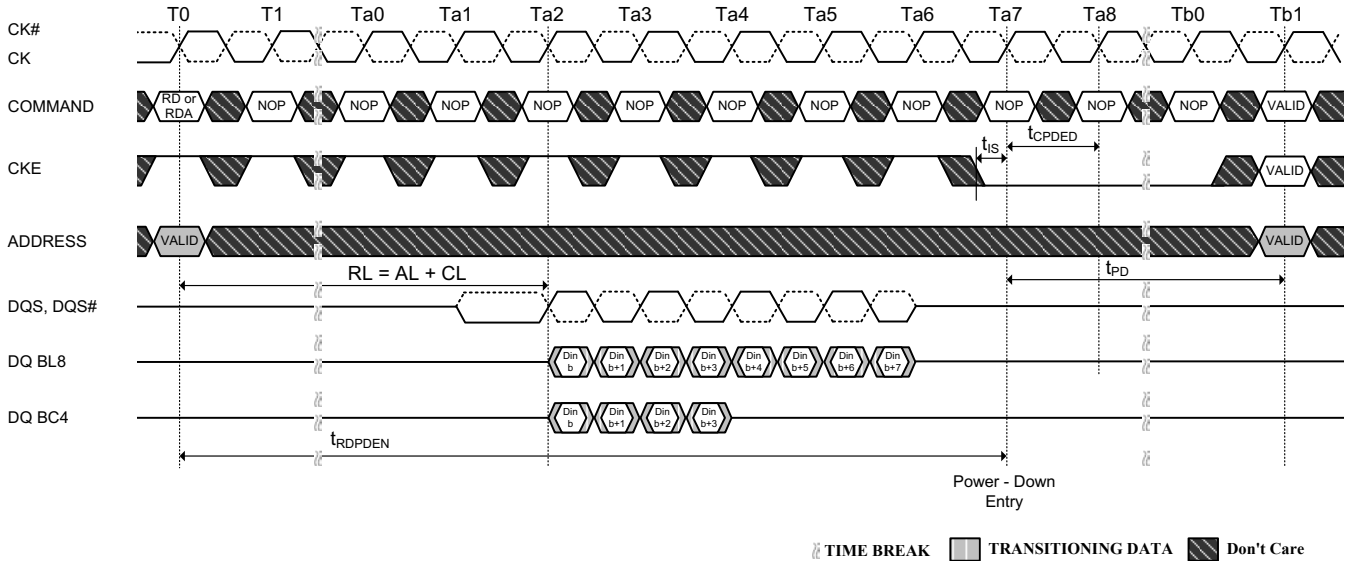 T0 T1 Ta0 Ta1 Ta2 Ta3 Ta4 Ta5 Ta6 Ta7 Ta8 Tb0 Tb1
CK#
CK
COMMAND RD or RDA NOP NOP NOP NOP NOP NOP NOP NOP NOP NOP NOP VALID
tIS tCPDED
CKE VALID
ADDRESS VALID VALID
RL = AL + CL tPD
DQS, DQS#
DQ BL8 Din b Din b+1 Din b+2 Din b+3 Din b+4 Din b+5 Din b+6 Din b+7
DQ BC4 Din b Din b+1 Din b+2 Din b+3
tRDPDEN
Power - Down
Entry
TIME BREAK TRANSITIONING DATA Don't Care